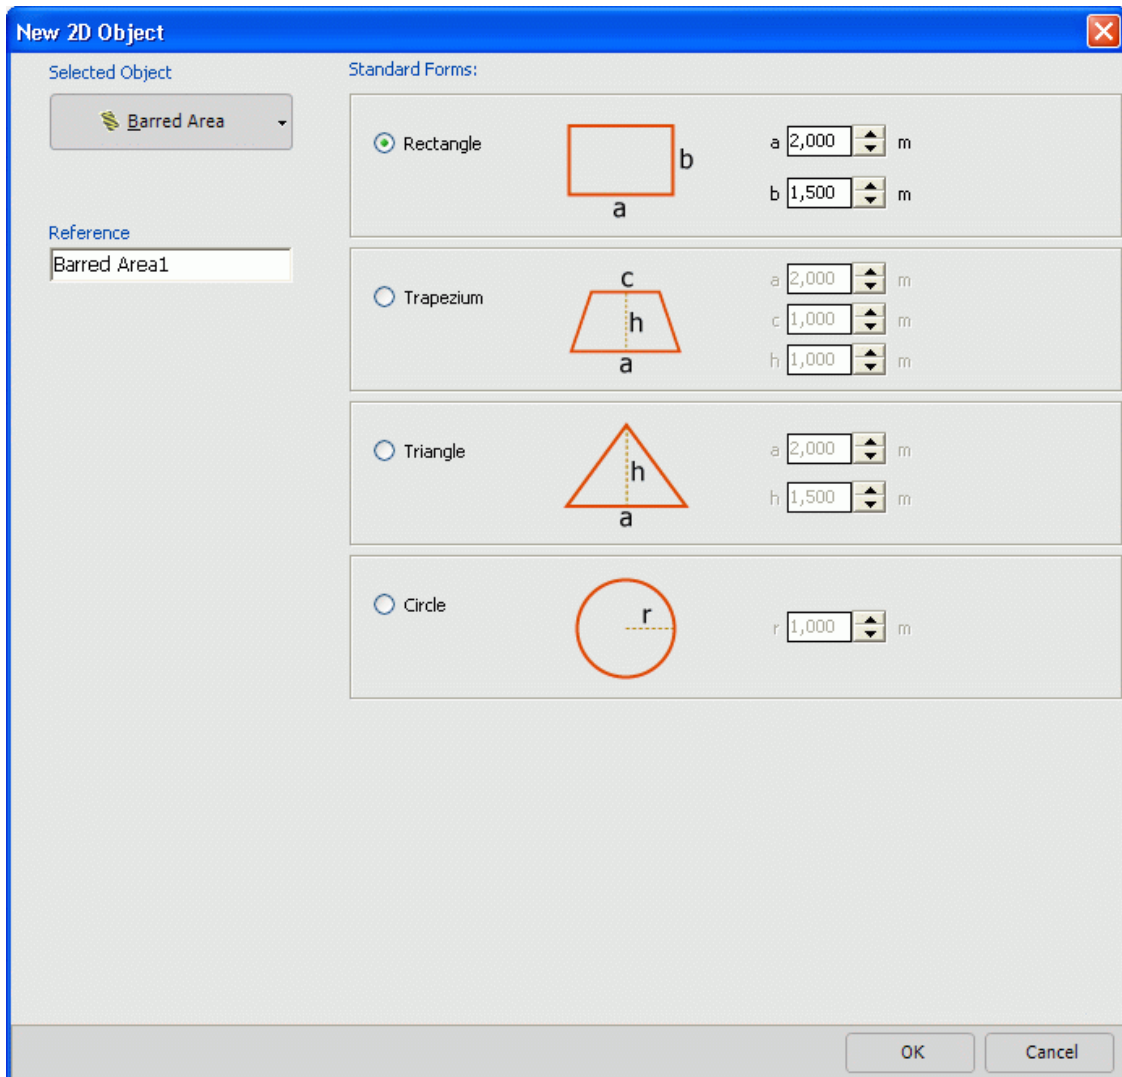 New 2D Object
Selected Object
Barred Area
Reference
Barred Area1
Standard Forms:
Rectangle
b
a
a 2,000 m
b 1,500 m
Trapezium
c
h
a
a 2,000 m
c 1,000 m
h 1,000 m
Triangle
h
a
a 2,000 m
h 1,500 m
Circle
r
r 1,000 m
OK Cancel